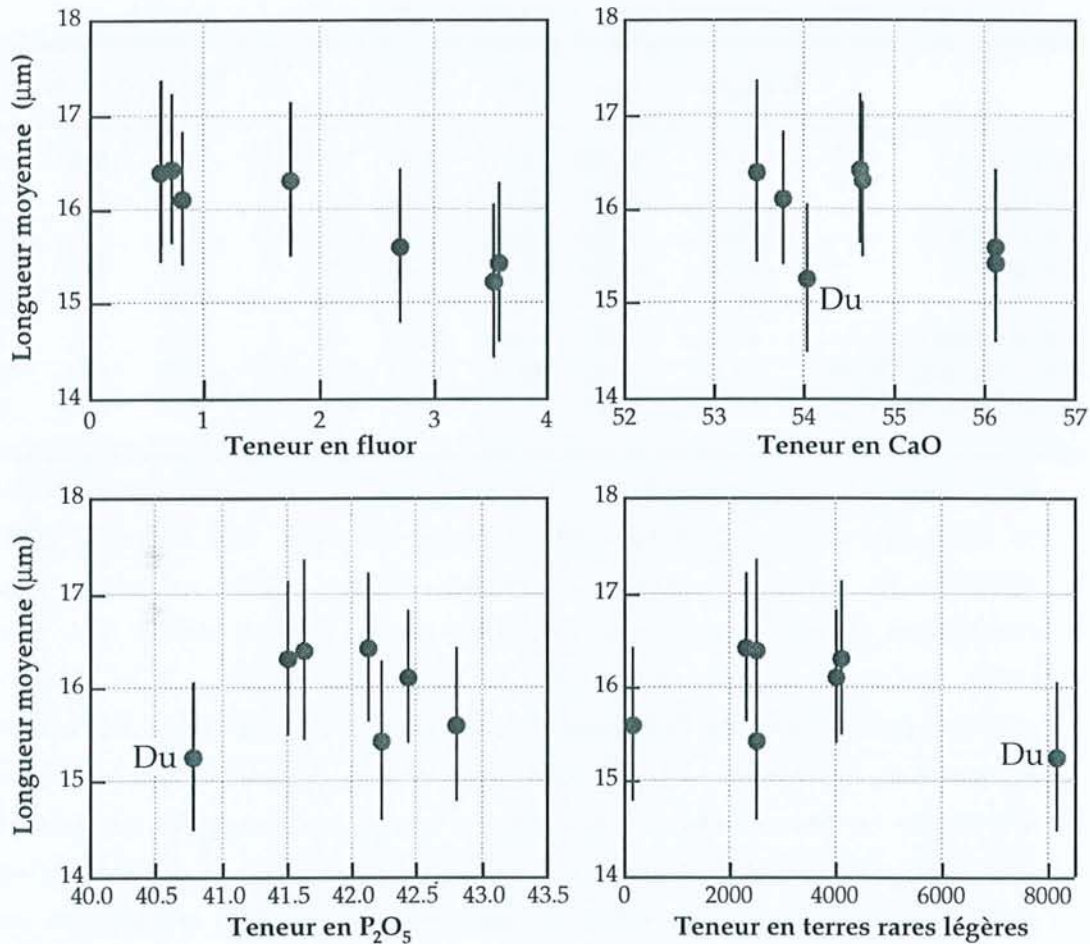 18
17
16
15
14
Longueur moyenne (µm)
0 1 2 3 4
Teneur en fluor
18
17
16
15
14
Du
52 53 54 55 56 57
Teneur en CaO
18
17
16
15
14
Longueur moyenne (µm)
Du
40.0 40.5 41.0 41.5 42.0 42.5 43.0 43.5
Teneur en P₂O₅
18
17
16
15
14
Du
0 2000 4000 6000 8000
Teneur en terres rares légères